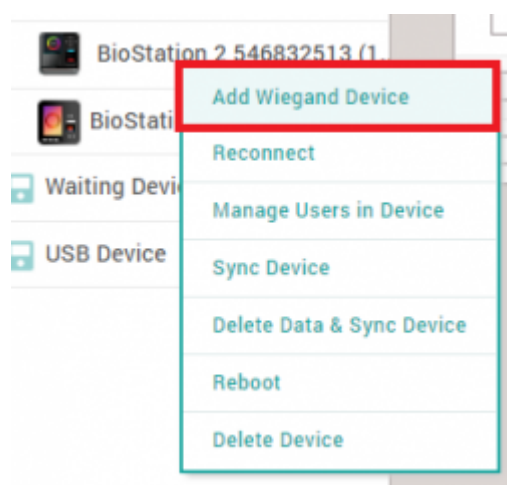 BioStation 2 546832513 (1..
Add Wiegand Device
BioStati
Reconnect
Waiting Devi
Manage Users in Device
USB Device
Sync Device
Delete Data & Sync Device
Reboot
Delete Device